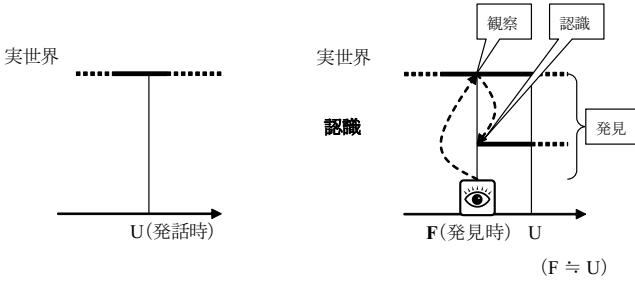 観察
認識
実世界
実世界
認識
発見
U(発話時)
F(発見時) U
(F ≒ U)